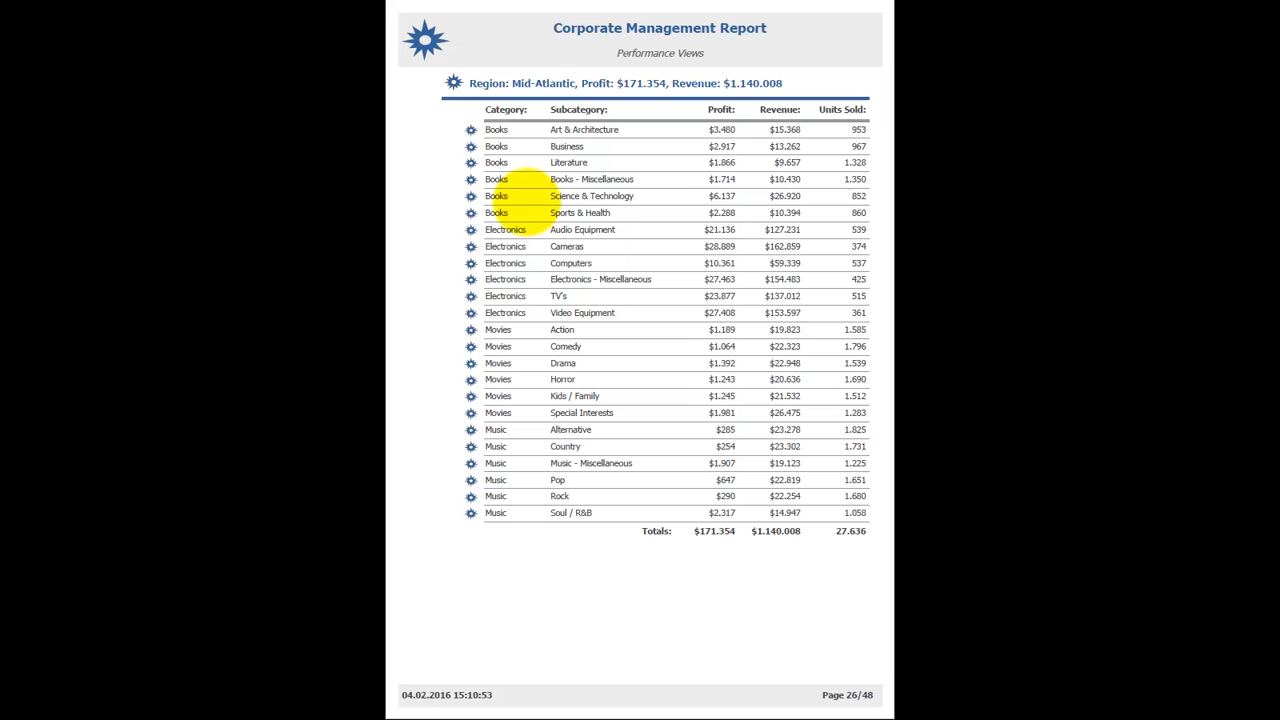 Corporate Management Report
Performance Views
Region: Mid-Atlantic, Profit: $171.354, Revenue: $1.140.008
Category: Subcategory: Profit: Revenue: Units Sold:
Books Art & Architecture $3.480 $15.368 953
Books Business $2.917 $13.262 967
Books Literature $1.866 $9.657 1.328
Books Books - Miscellaneous $1.714 $10.430 1.350
Books Science & Technology $6.137 $26.920 852
Books Sports & Health $2.288 $10.394 860
Electronics Audio Equipment $21.136 $127.231 539
Electronics Cameras $28.889 $162.859 374
Electronics Computers $10.361 $59.339 537
Electronics Electronics - Miscellaneous $27.463 $154.483 425
Electronics TV's $23.877 $137.012 515
Electronics Video Equipment $27.408 $153.597 361
Movies Action $1.189 $19.823 1.585
Movies Comedy $1.064 $22.323 1.796
Movies Drama $1.392 $22.948 1.539
Movies Horror $1.243 $20.636 1.690
Movies Kids / Family $1.245 $21.532 1.512
Movies Special Interests $1.981 $26.475 1.283
Music Alternative $285 $23.278 1.825
Music Country $254 $23.302 1.731
Music Music - Miscellaneous $1.907 $19.123 1.225
Music Pop $647 $22.819 1.651
Music Rock $290 $22.254 1.680
Music Soul / R&B $2.317 $14.947 1.058
Totals: $171.354 $1.140.008 27.636
04.02.2016 15:10:53 Page 26/48